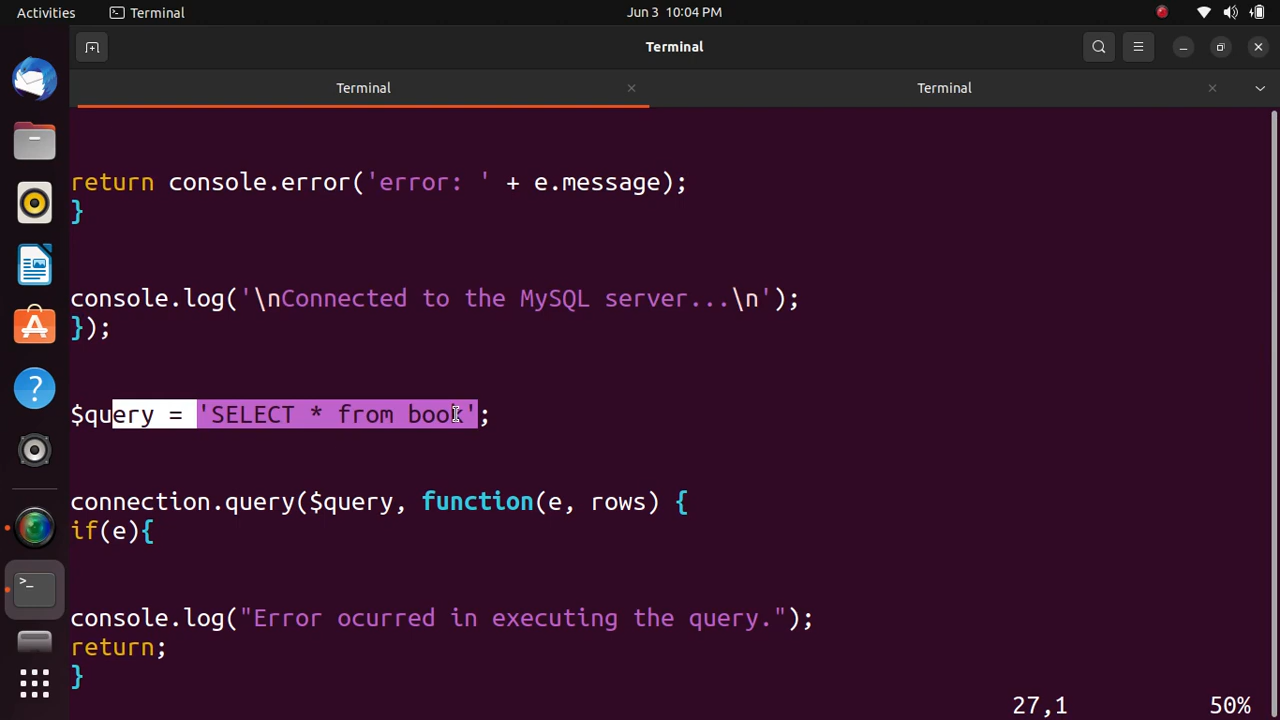 Activities
Terminal
Jun 3 10:04 PM
Terminal
Terminal
Terminal
return console.error('error: ' + e.message);
}
console.log('\nConnected to the MySQL server...\n');
});
$query = 'SELECT * from book';
connection.query($query, function(e, rows) {
if(e){
console.log("Error ocurred in executing the query.");
return;
}
27,1
50%